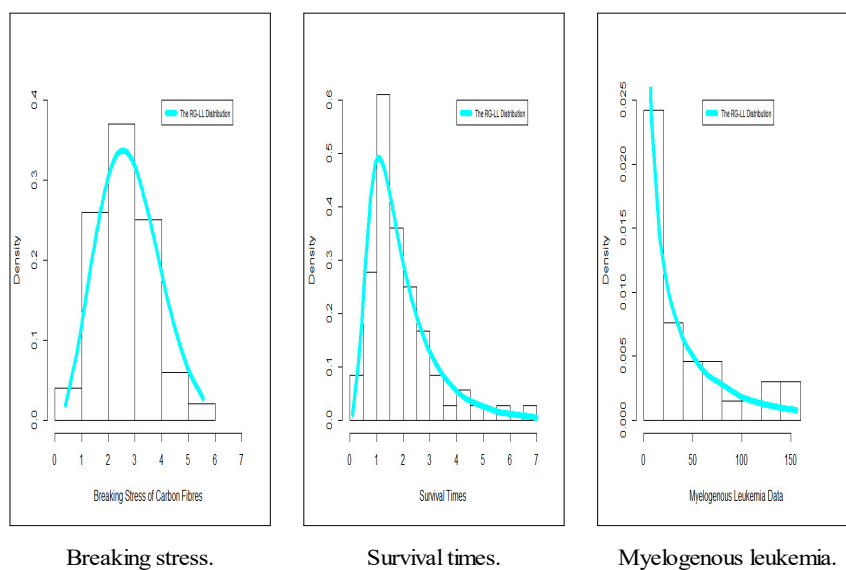 Density
0.0 0.1 0.2 0.3 0.4
The RG-LL Distribution
0 1 2 3 4 5 6 7
Breaking Stress of Carbon Fibres
Density
0.0 0.1 0.2 0.3 0.4 0.5 0.6
The RG-LL Distribution
0 1 2 3 4 5 6 7
Survival Times
Density
0.000 0.005 0.010 0.015 0.020 0.025
The RG-LL Distribution
0 50 100 150
Myelogenous Leukemia Data
Breaking stress.
Survival times.
Myelogenous leukemia.